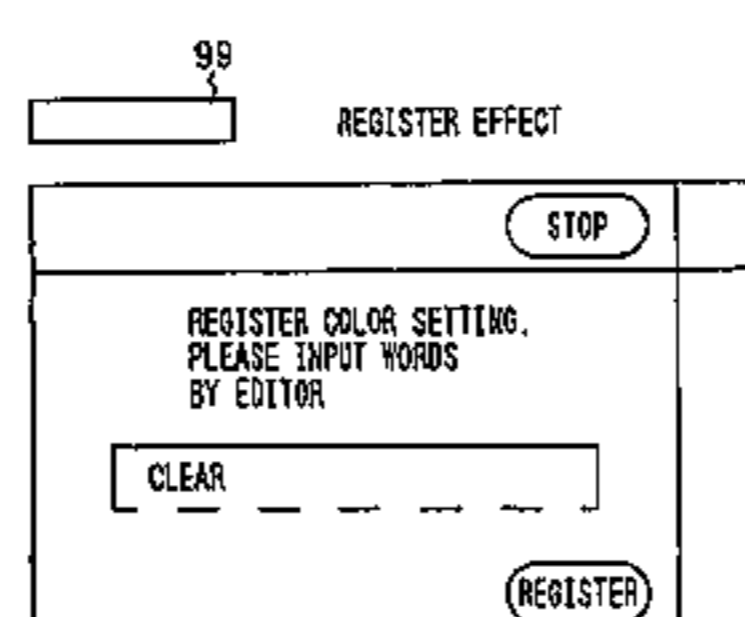 99
REGISTER EFFECT
STOP
REGISTER COLOR SETTING.
PLEASE INPUT WORDS
BY EDITOR
CLEAR
REGISTER